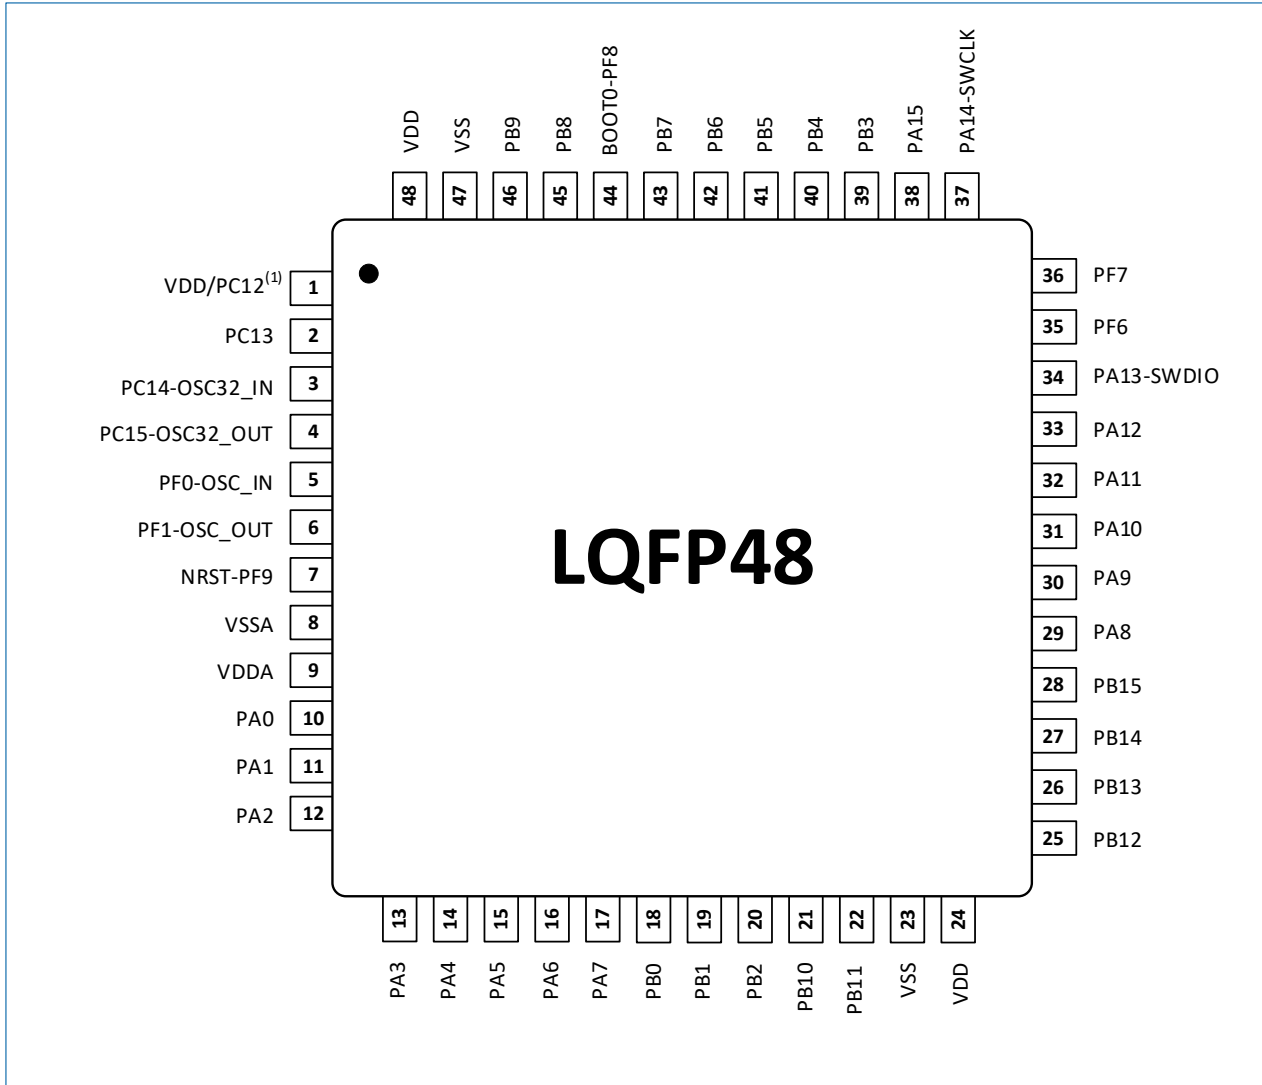 VDD
VSS
PB9
PB8
BOOT0-PF8
PB7
PB6
PB5
PB4
PB3
PA15
PA14-SWCLK
48
47
46
45
44
43
42
41
40
39
38
37
VDD/PC12(1) 1
PC13 2
PC14-OSC32_IN 3
PC15-OSC32_OUT 4
PF0-OSC_IN 5
PF1-OSC_OUT 6
NRST-PF9 7
VSSA 8
VDDA 9
PA0 10
PA1 11
PA2 12
LQFP48
36 PF7
35 PF6
34 PA13-SWDIO
33 PA12
32 PA11
31 PA10
30 PA9
29 PA8
28 PB15
27 PB14
26 PB13
25 PB12
13
14
15
16
17
18
19
20
21
22
23
24
PA3
PA4
PA5
PA6
PA7
PB0
PB1
PB2
PB10
PB11
VSS
VDD